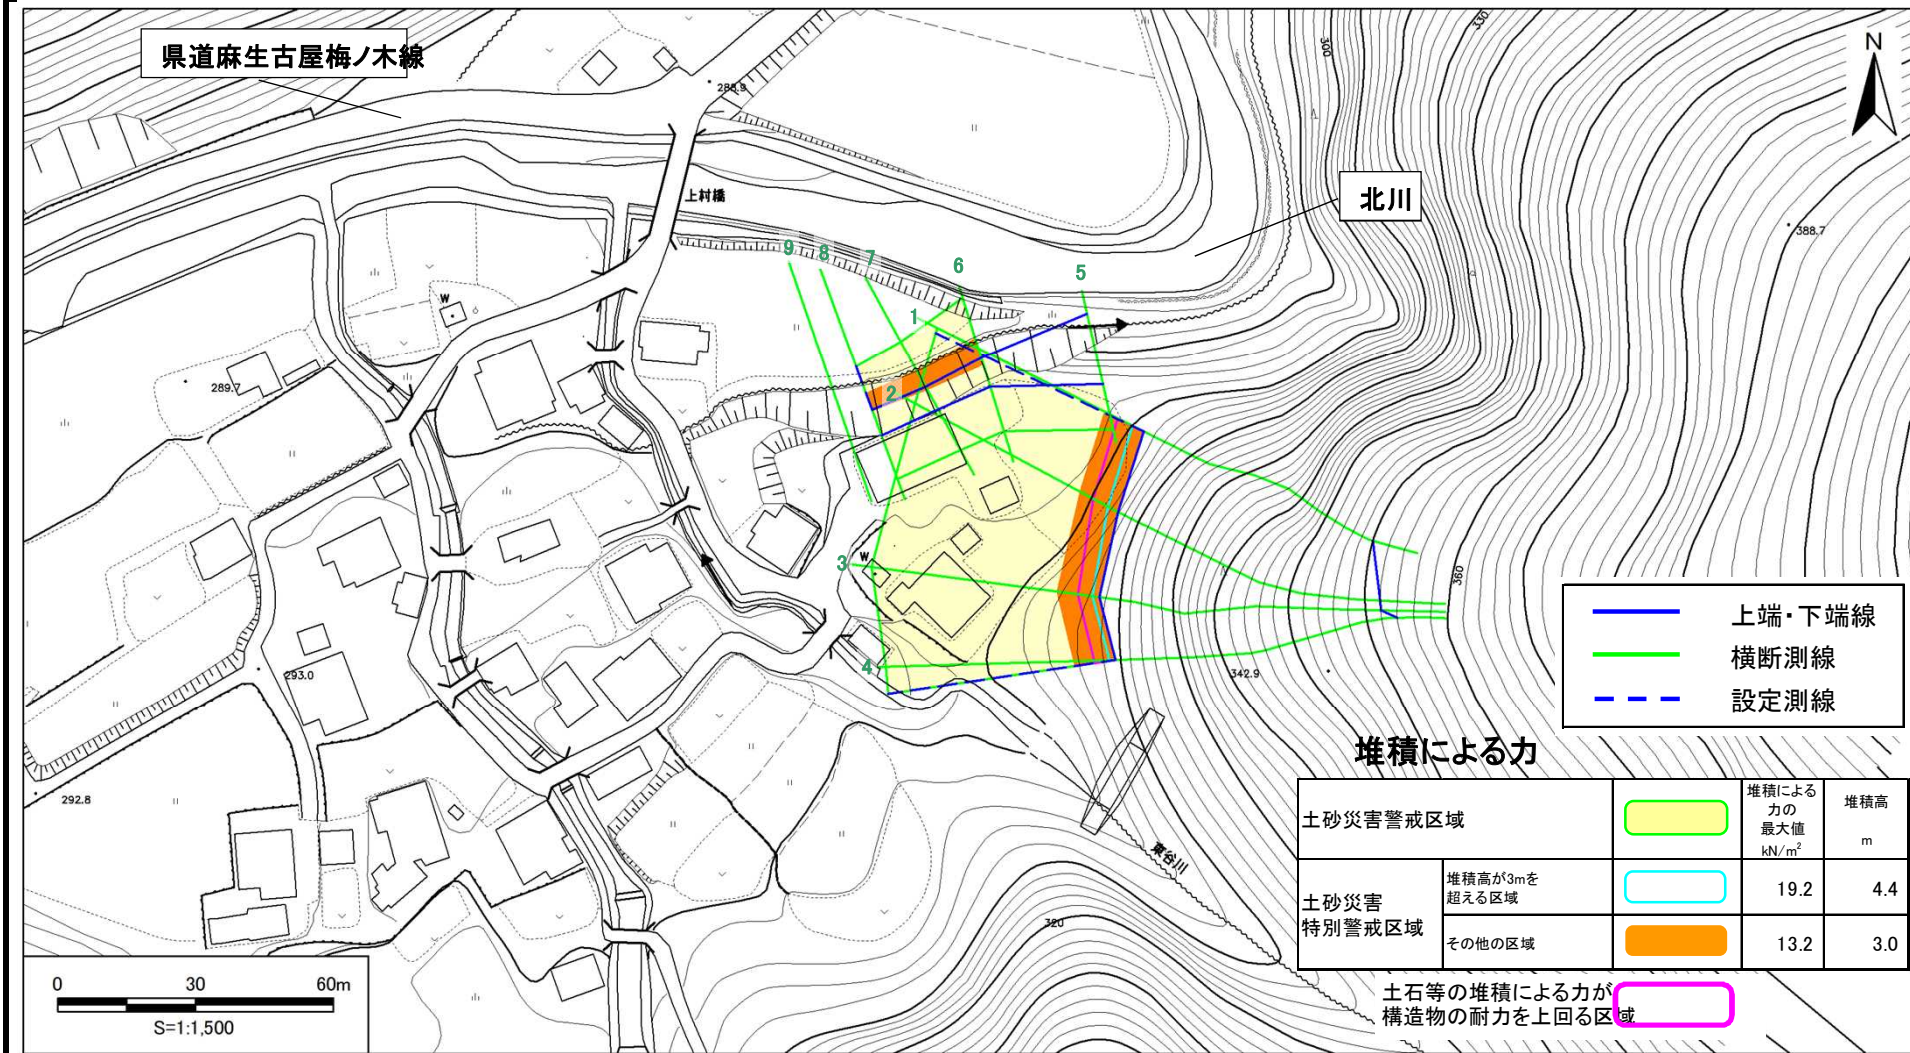 県道麻生古屋梅ノ木線
N
330
300
288.9
上村橋
北川
388.7
9
8
7
6
5
1
W
289.7
2
3
W
360
4
342.9
293.0
292.8
東谷川
320
上端・下端線
横断測線
設定測線
堆積による力
土砂災害警戒区域
堆積による
力の
最大値
kN/m²
堆積高
m
土砂災害
特別警戒区域
堆積高が3mを
超える区域
19.2
4.4
その他の区域
13.2
3.0
土石等の堆積による力が
構造物の耐力を上回る区域
0 30 60m
S=1:1,500